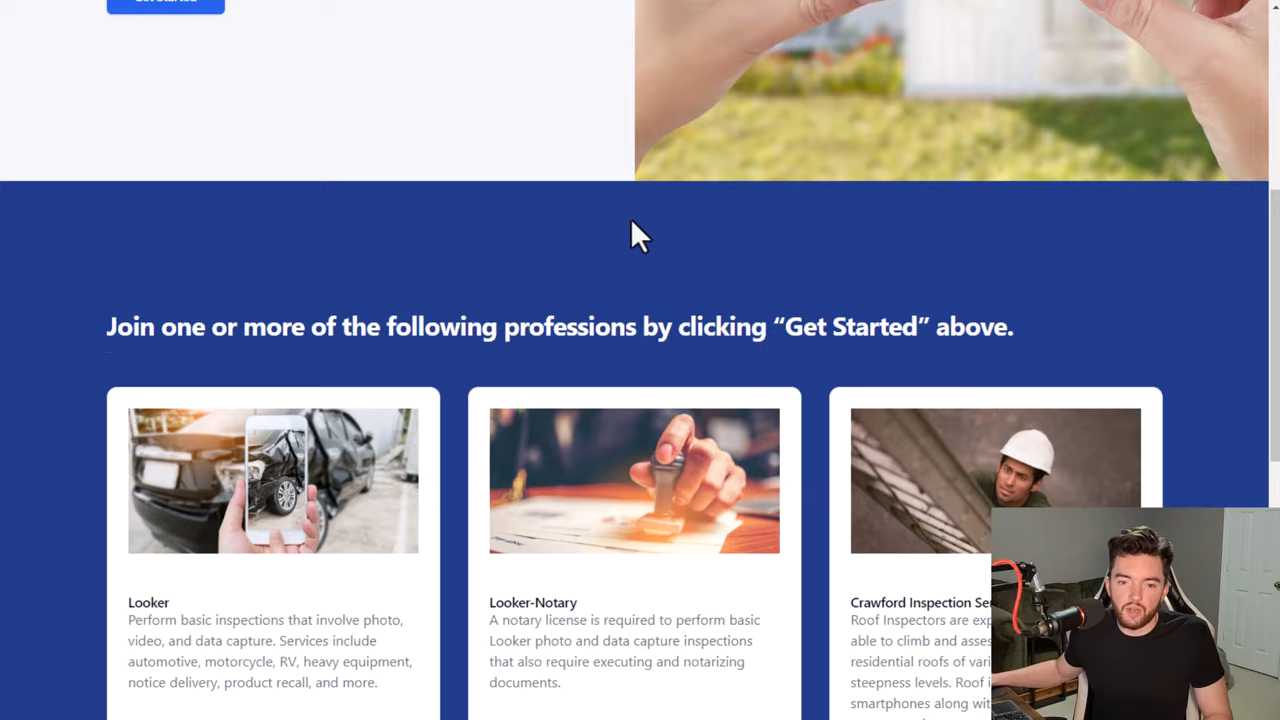 Get Started
Join one or more of the following professions by clicking “Get Started” above.
Looker
Perform basic inspections that involve photo,
video, and data capture. Services include
automotive, motorcycle, RV, heavy equipment,
notice delivery, product recall, and more.
Looker-Notary
A notary license is required to perform basic
Looker photo and data capture inspections
that also require executing and notarizing
documents.
Crawford Inspection Ser
Roof Inspectors are exp
able to climb and asses
residential roofs of vari
steepness levels. Roof i
smartphones along wit